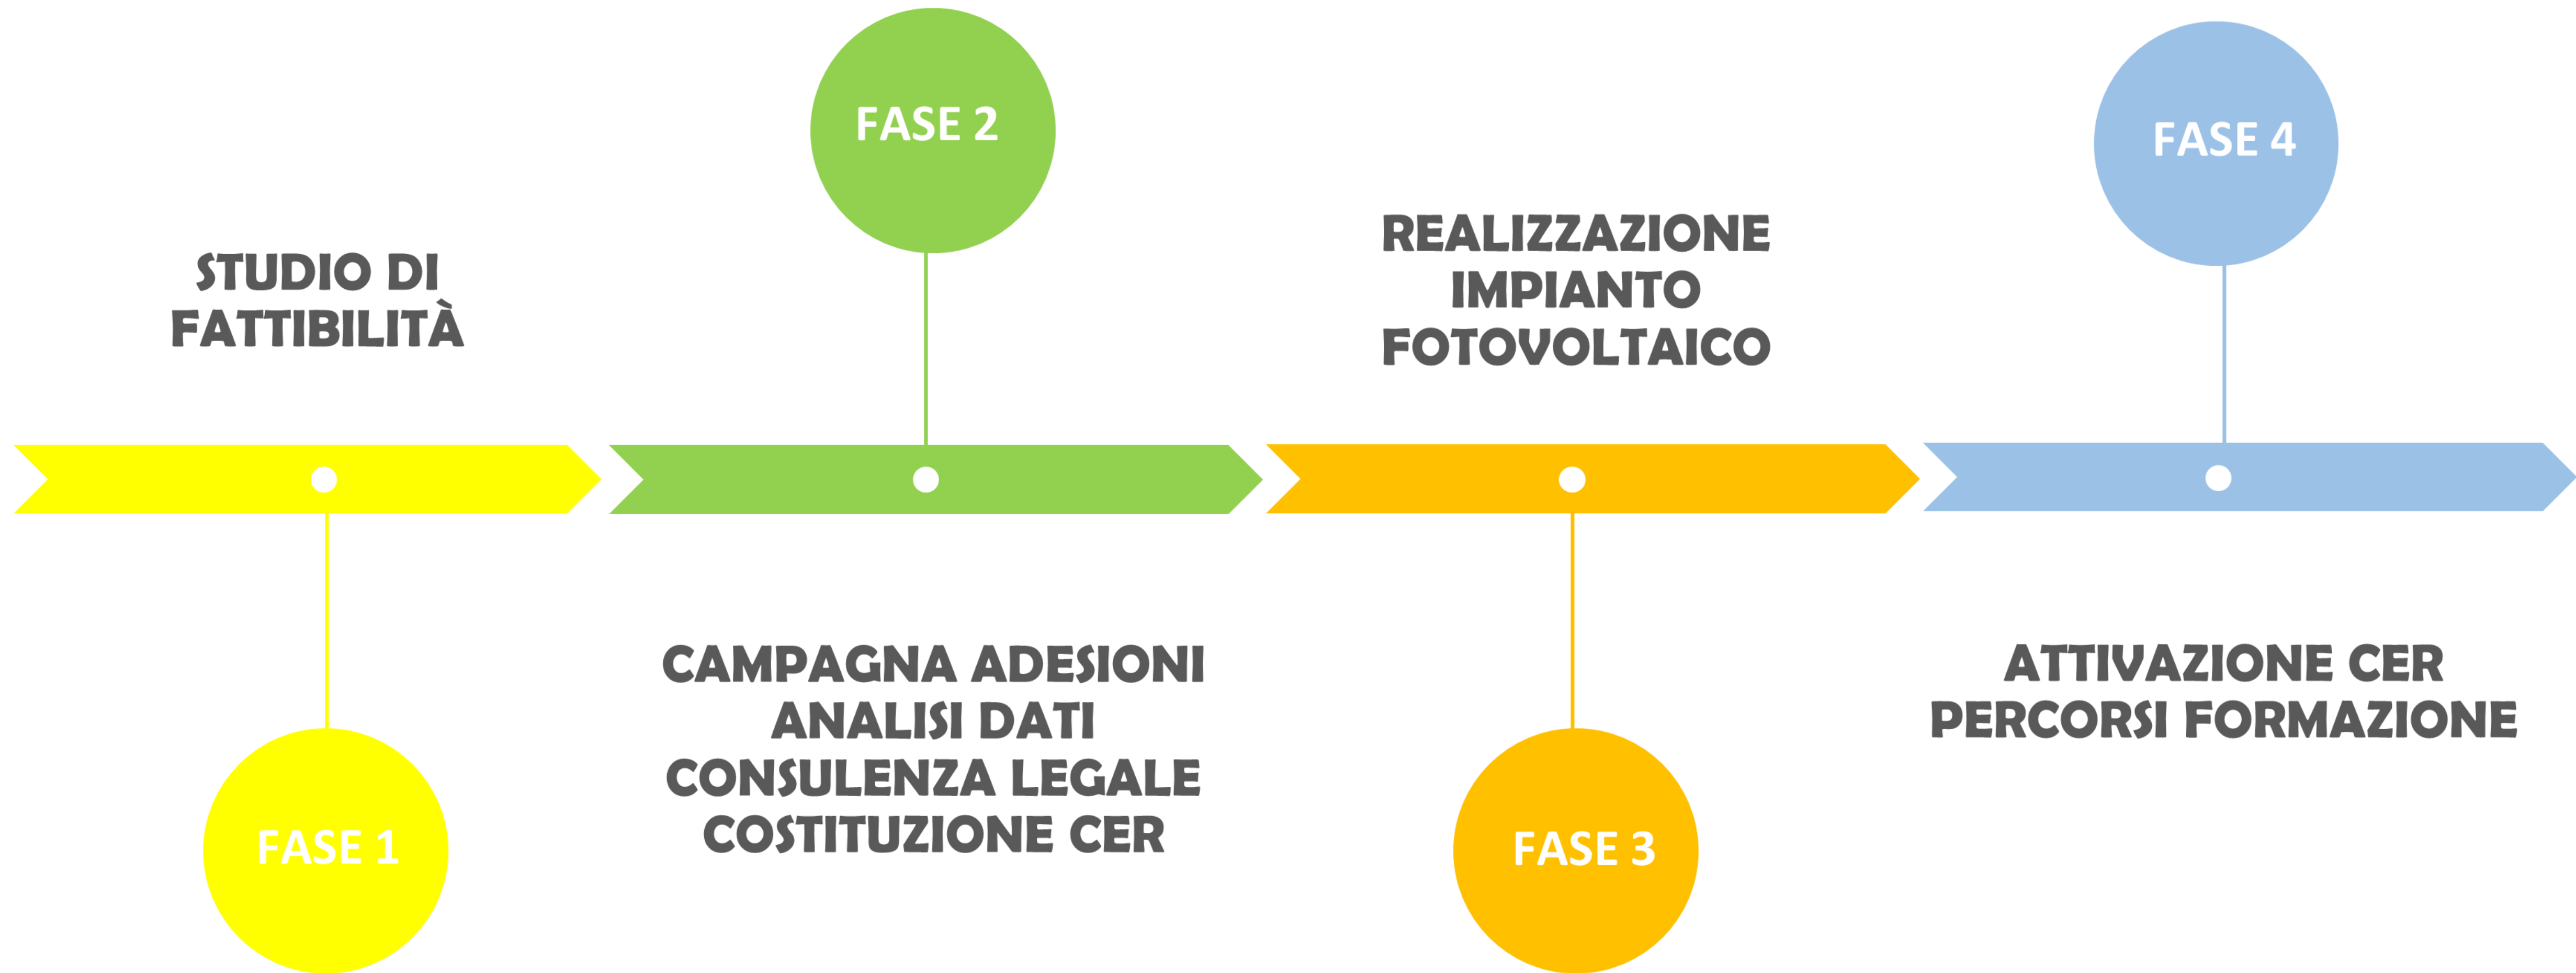 FASE 1
STUDIO DI
FATTIBILITÀ
FASE 2
CAMPAGNA ADESIONI
ANALISI DATI
CONSULENZA LEGALE
COSTITUZIONE CER
FASE 3
REALIZZAZIONE
IMPIANTO
FOTOVOLTAICO
FASE 4
ATTIVAZIONE CER
PERCORSI FORMAZIONE